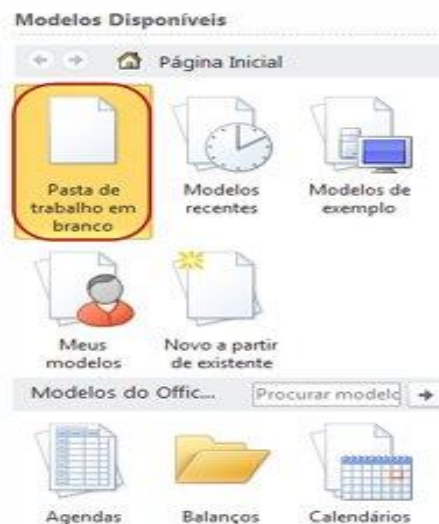 Modelos Disponíveis
Página Inicial
Pasta de
trabalho em
branco
Modelos
recentes
Modelos de
exemplo
Meus
modelos
Novo a partir
de existente
Modelos do Offic...
Procurar modelo
Agendas
Balanços
Calendários